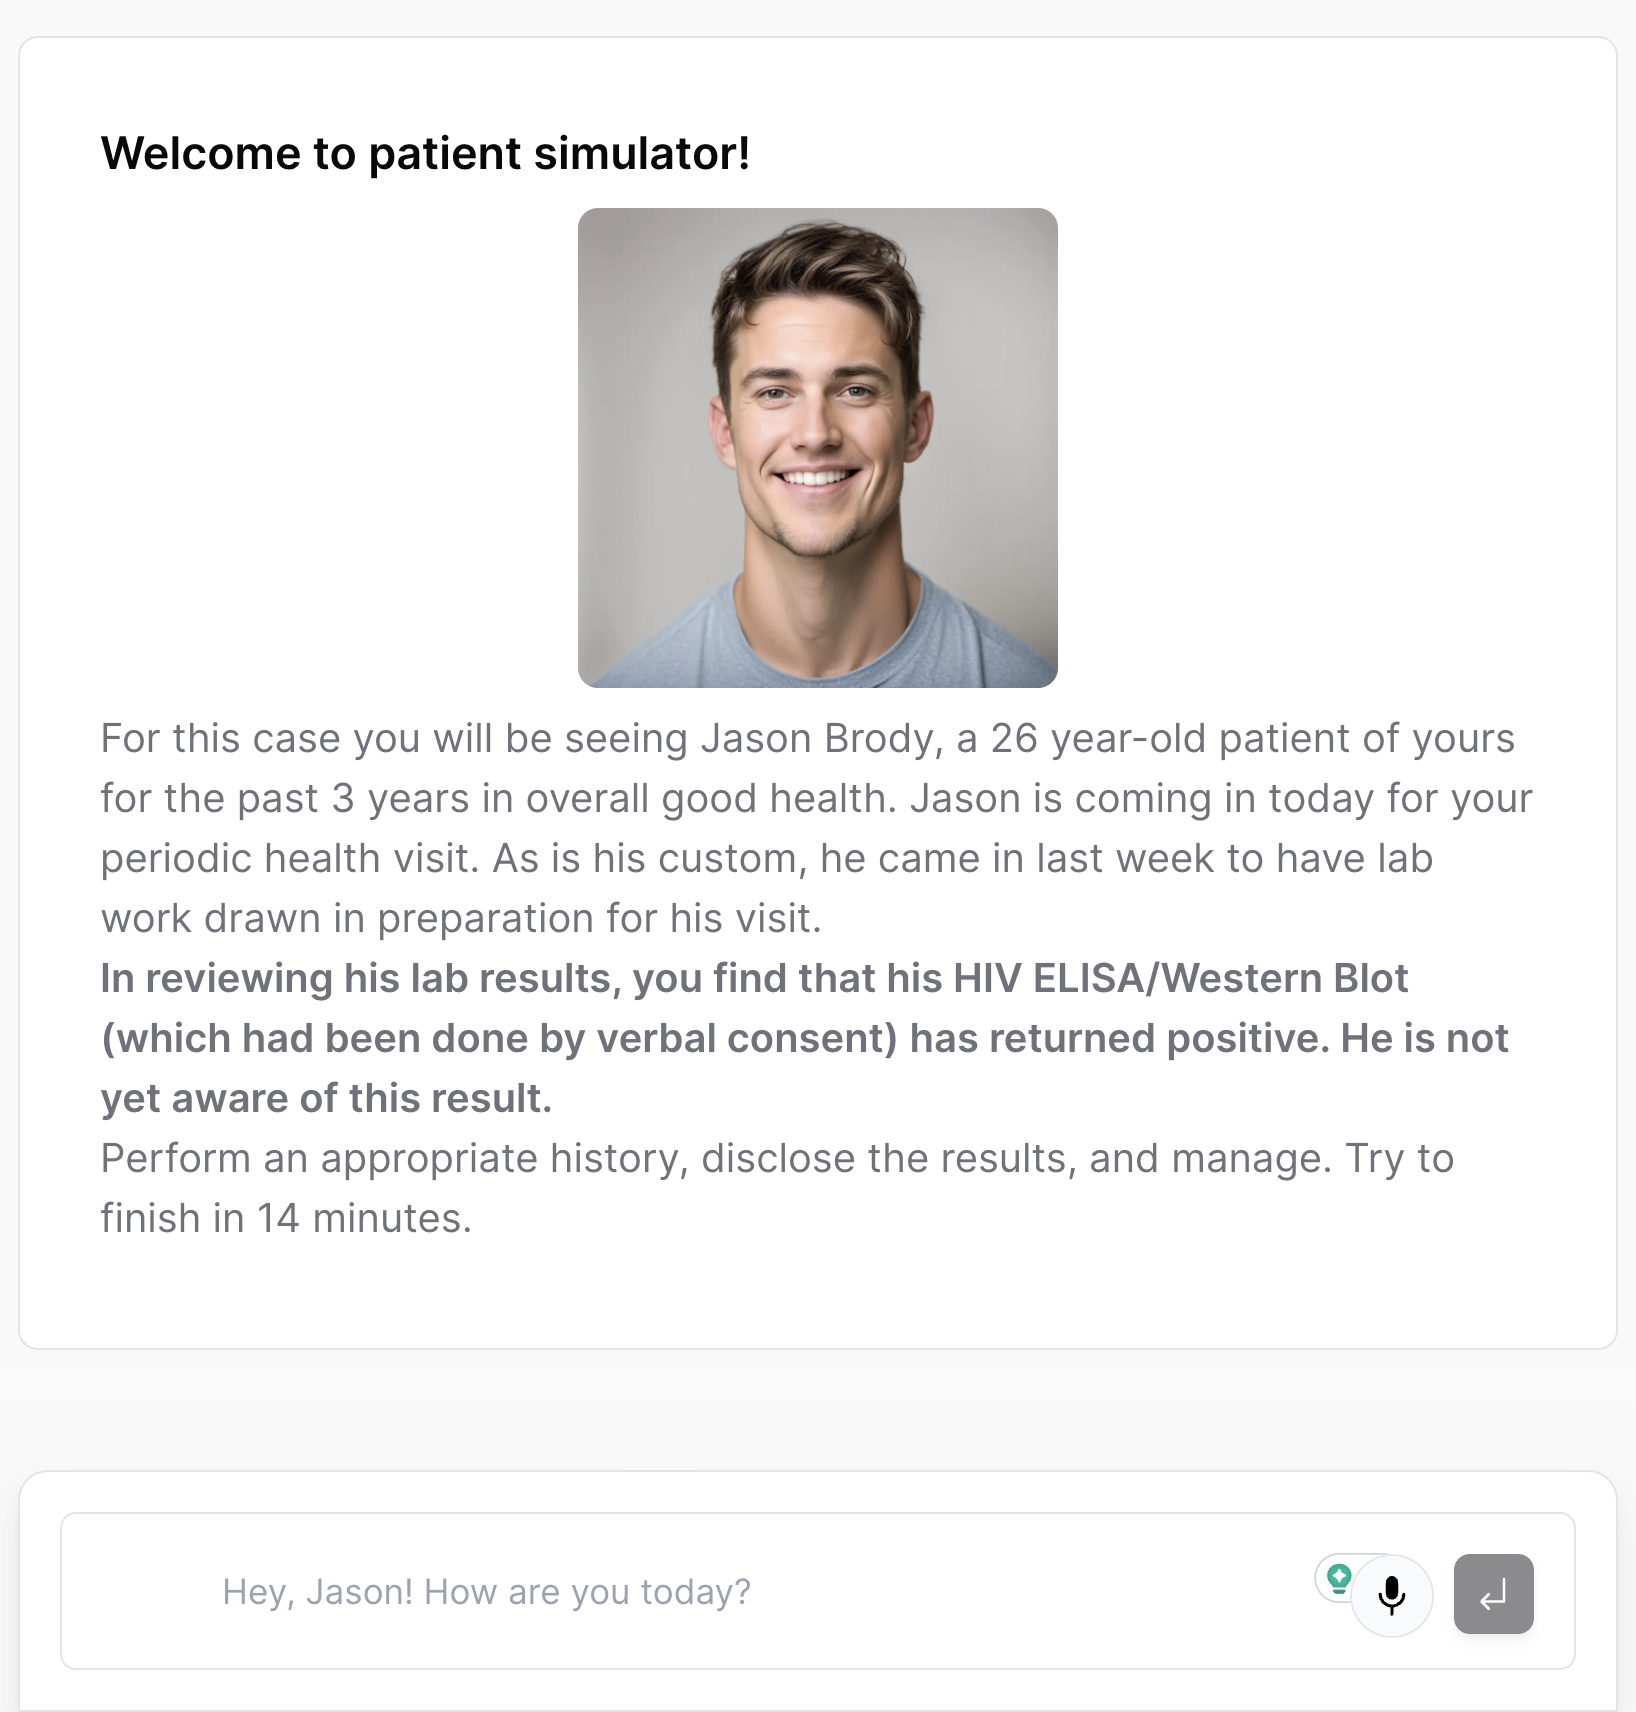 Welcome to patient simulator!
For this case you will be seeing Jason Brody, a 26 year-old patient of yours
for the past 3 years in overall good health. Jason is coming in today for your
periodic health visit. As is his custom, he came in last week to have lab
work drawn in preparation for his visit.
In reviewing his lab results, you find that his HIV ELISA/Western Blot
(which had been done by verbal consent) has returned positive. He is not
yet aware of this result.
Perform an appropriate history, disclose the results, and manage. Try to
finish in 14 minutes.
Hey, Jason! How are you today?